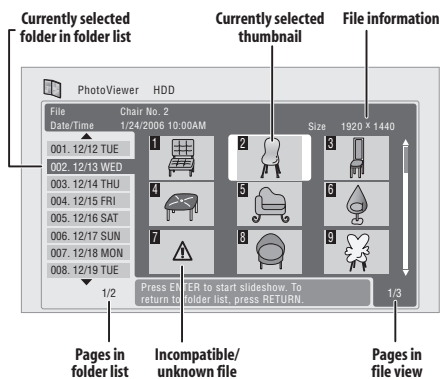 Currently selected
folder in folder list
Currently selected
thumbnail
File information
PhotoViewer HDD
File Chair No. 2
Date/Time 1/24/2006 10:00AM Size 1920 x 1440
001. 12/12 TUE
002. 12/13 WED
003. 12/14 THU
004. 12/15 FRI
005. 12/16 SAT
006. 12/17 SUN
007. 12/18 MON
008. 12/19 TUE
1 2 3
4 5 6
7 8 9
1/2
Press ENTER to start slideshow. To
return to folder list, press RETURN.
1/3
Pages in
folder list
Incompatible/
unknown file
Pages in
file view